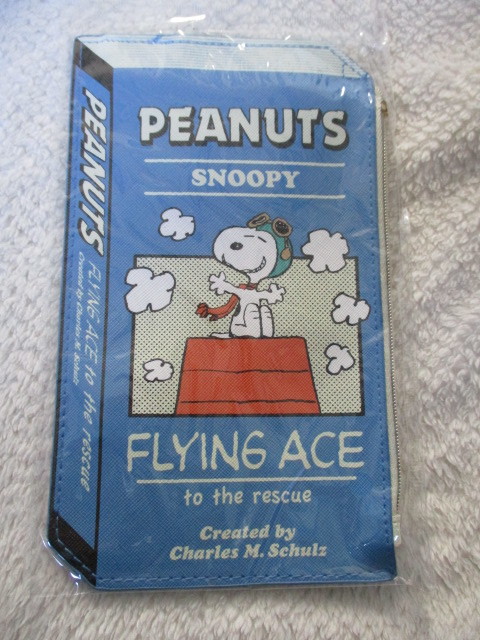 PEANUTS
SNOOPY
FLYING ACE
to the rescue
Created by
Charles M. Schulz
PEANUTS
FLYING ACE to the rescue
Created by Charles M. Schulz